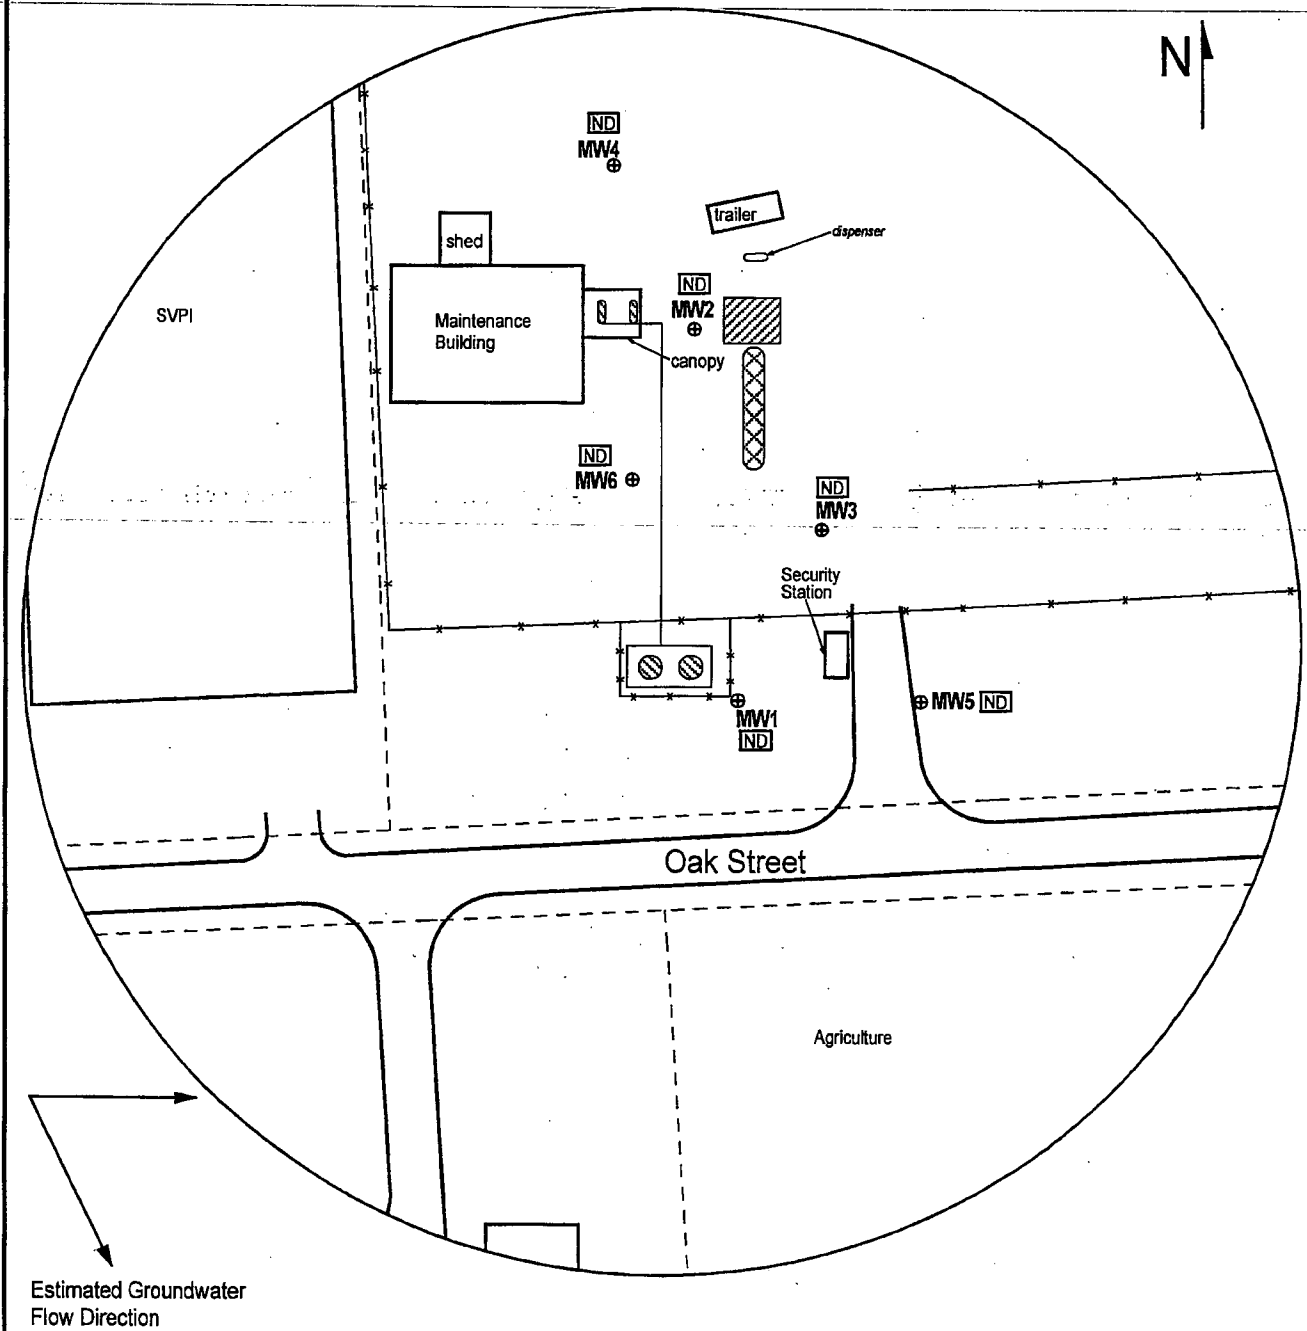 N
ND
MW4
trailer
dispenser
shed
SVPI
ND
MW2
Maintenance
Building
canopy
ND
MW6
ND
MW3
Security
Station
MW5 ND
MW1
ND
Oak Street
Agriculture
Estimated Groundwater
Flow Direction